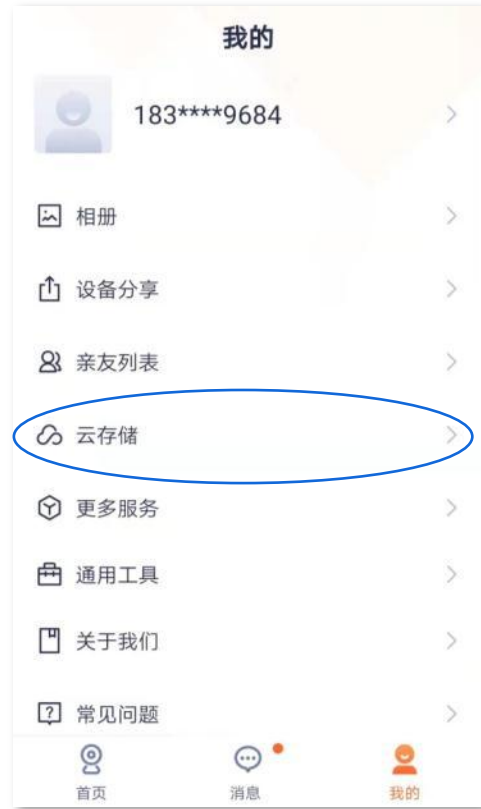 我的
183****9684
相册
设备分享
亲友列表
云存储
更多服务
通用工具
关于我们
常见问题
首页 消息 我的